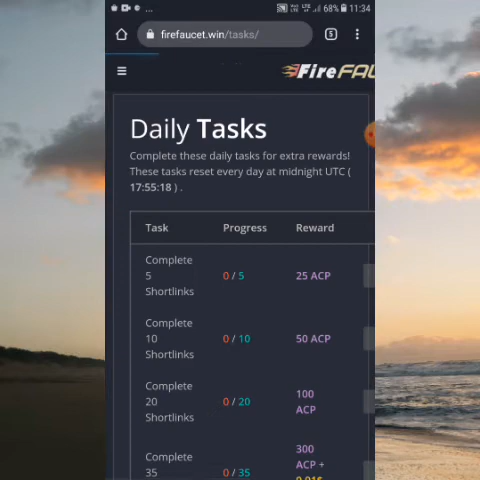 68% 11:34
firefaucet.win/tasks/
5
FireFAU
Daily Tasks
Complete these daily tasks for extra rewards!
These tasks reset every day at midnight UTC (
17:55:18 ) .
Task Progress Reward
Complete
5
Shortlinks
0 / 5
25 ACP
Complete
10
Shortlinks
0 / 10
50 ACP
Complete
20
Shortlinks
0 / 20
100
ACP
Complete
35
0 / 35
300
ACP +